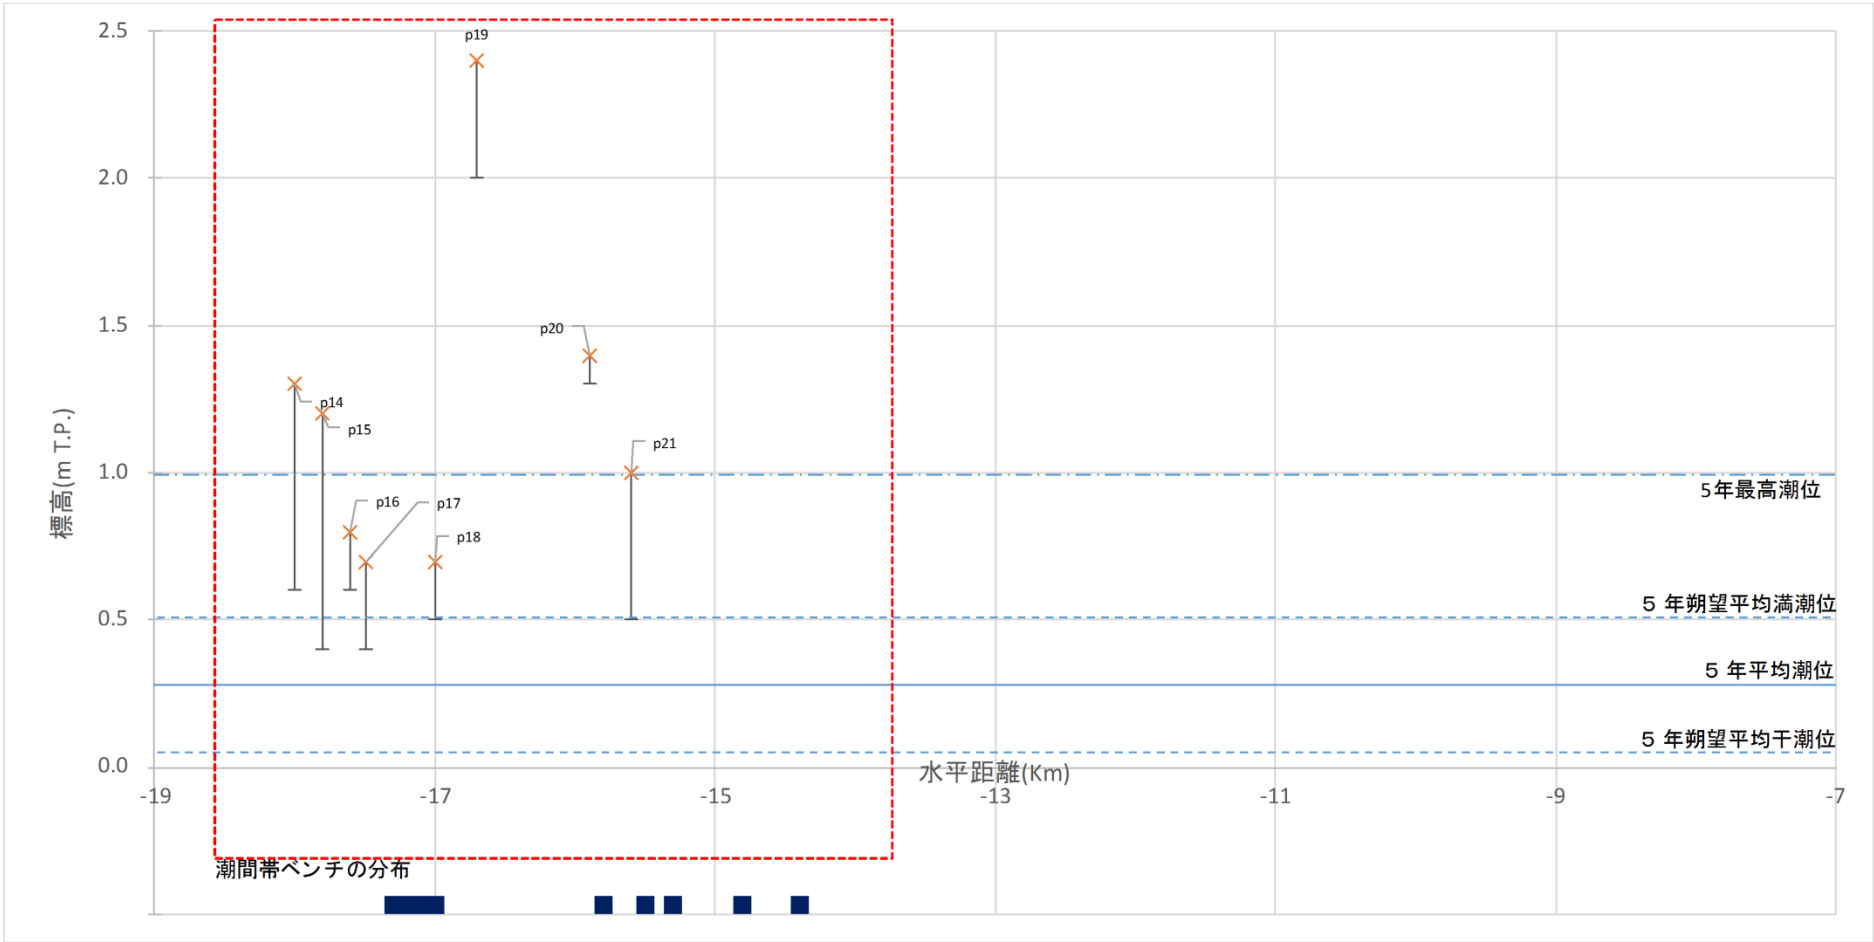 2.5
p19
2.0
1.5
p20
p14
p15
標高(m T.P.)
1.0
p21
5年最高潮位
p16
p17
p18
0.5
５ 年朔望平均満潮位
５ 年平均潮位
５ 年朔望平均干潮位
0.0
水平距離(Km)
-19
-17
-15
-13
-11
-9
-7
潮間帯ベンチの分布